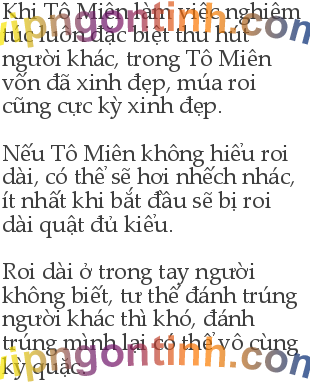 Khi Tô Miên làm việc nghiêm
túc luôn đặc biệt thu hút
người khác, trong Tô Miên
vốn đã xinh đẹp, múa roi
cũng cực kỳ xinh đẹp.
Nếu Tô Miên không hiểu roi
dài, có thể sẽ hơi nhếch nhác,
ít nhất khi bắt đầu sẽ bị roi
dài quật đủ kiểu.
Roi dài ở trong tay người
không biết, tư thế đánh trúng
người khác thì khó, đánh
trúng mình lại có thể vô cùng
kỳ quặc.
vipngontinh.com
vipngontinh.com